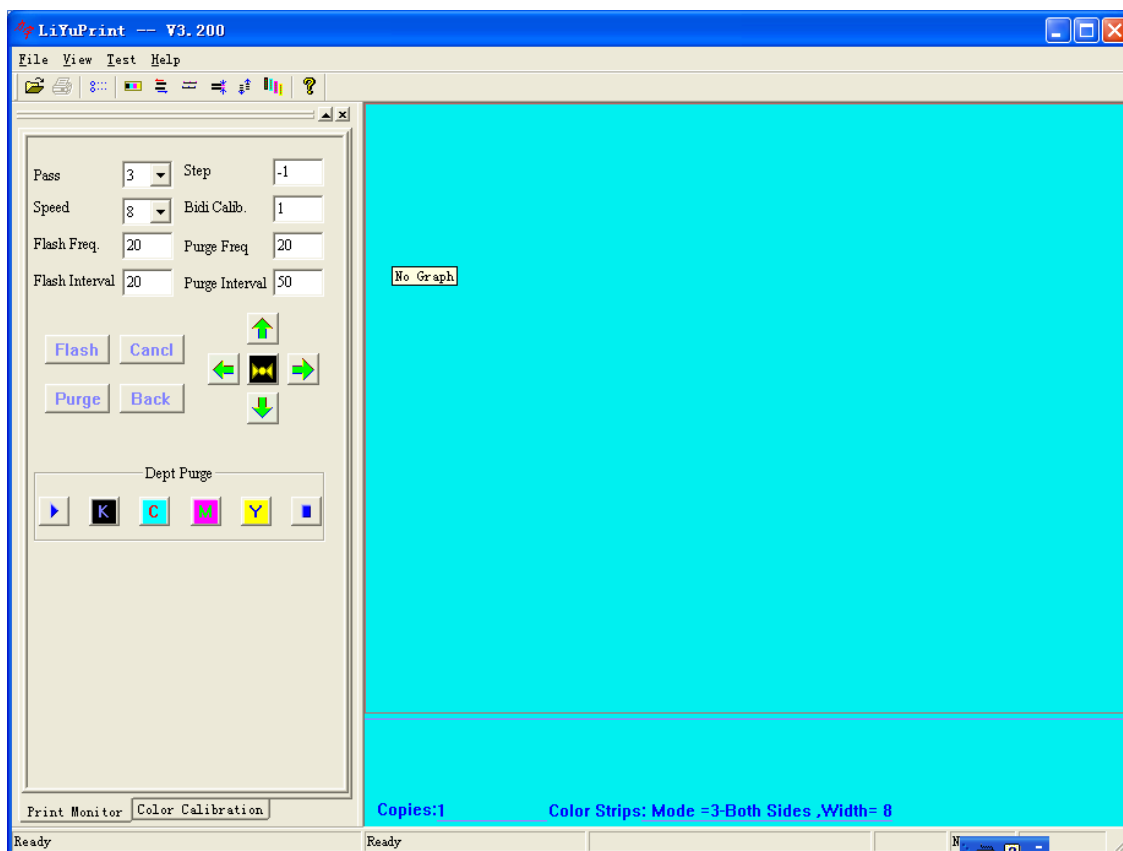 LiYuPrint -- V3.200
File View Test Help
Pass 3 Step -1
Speed 8 Bidi Calib. 1
Flash Freq. 20 Purge Freq 20
Flash Interval 20 Purge Interval 50
No Graph
Flash Cancl
Purge Back
Dept Purge
K C M Y
Copies:1 Color Strips: Mode =3-Both Sides ,Width= 8
Print Monitor Color Calibration
Ready Ready